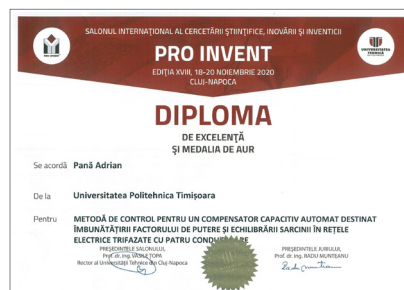 SALONUL INTERNAȚIONAL AL CERCETĂRII ȘTIINȚIFICE, INOVĂRII ȘI INVENTICII
PRO INVENT
EDIȚIA XVIII, 18-20 NOIEMBRIE 2020
CLUJ-NAPOCA
PRO INVENT
UNIVERSITATEA
TEHNICĂ
DIPLOMA
DE EXCELENȚĂ
ȘI MEDALIA DE AUR
Se acordă Pană Adrian
De la Universitatea Politehnica Timișoara
Pentru METODĂ DE CONTROL PENTRU UN COMPENSATOR CAPACITIV AUTOMAT DESTINAT
ÎMBUNĂTĂȚIRII FACTORULUI DE PUTERE ȘI ECHILIBRĂRII SARCINII ÎN REȚELE
ELECTRICE TRIFAZATE CU PATRU
PREȘEDINTELE SALONULUI,
Prof. dr. ing. VASILE ȚOPA
Rector al Universității Tehnice din Cluj-Napoca
PREȘEDINTELE JURIULUI,
Prof. dr. ing. RADU MUNTEANU